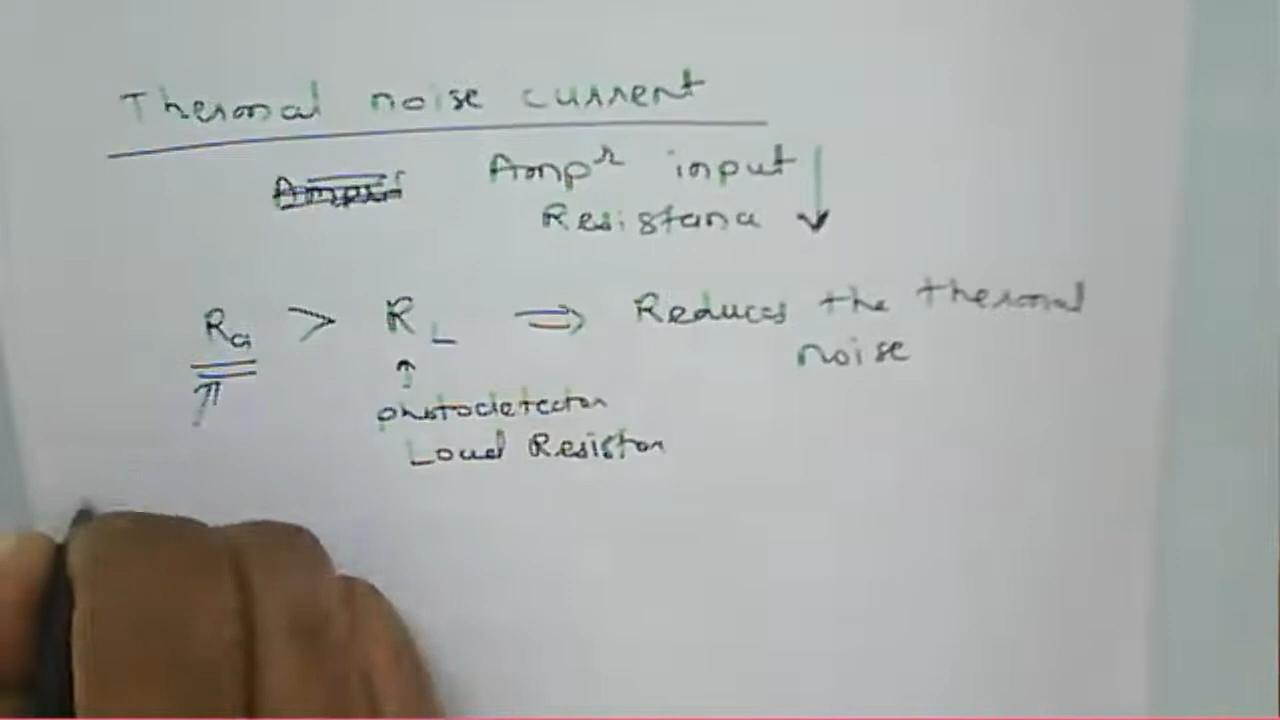 Thermal noise current
Ampr input ↓
Resistance
Ra > RL ⇒ Reduces the thermal
noise
↑
photodetector
Load Resistor